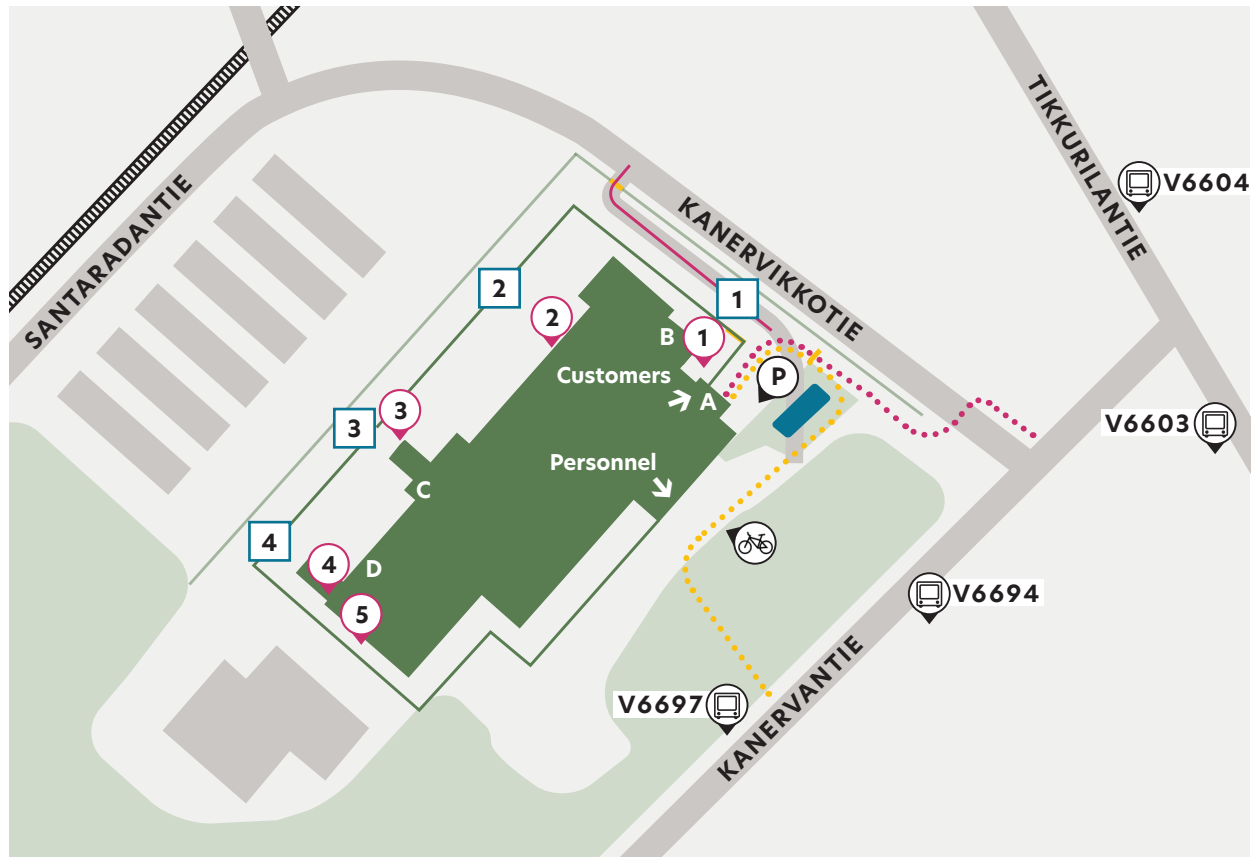 TIKKURILANTIE
V6604
SANTARADANTIE
KANERVIKKOTIE
2
1
2
B
1
Customers
A
P
3
3
V6603
Personnel
C
4
4
D
5
V6694
V6697
KANERVANTIE